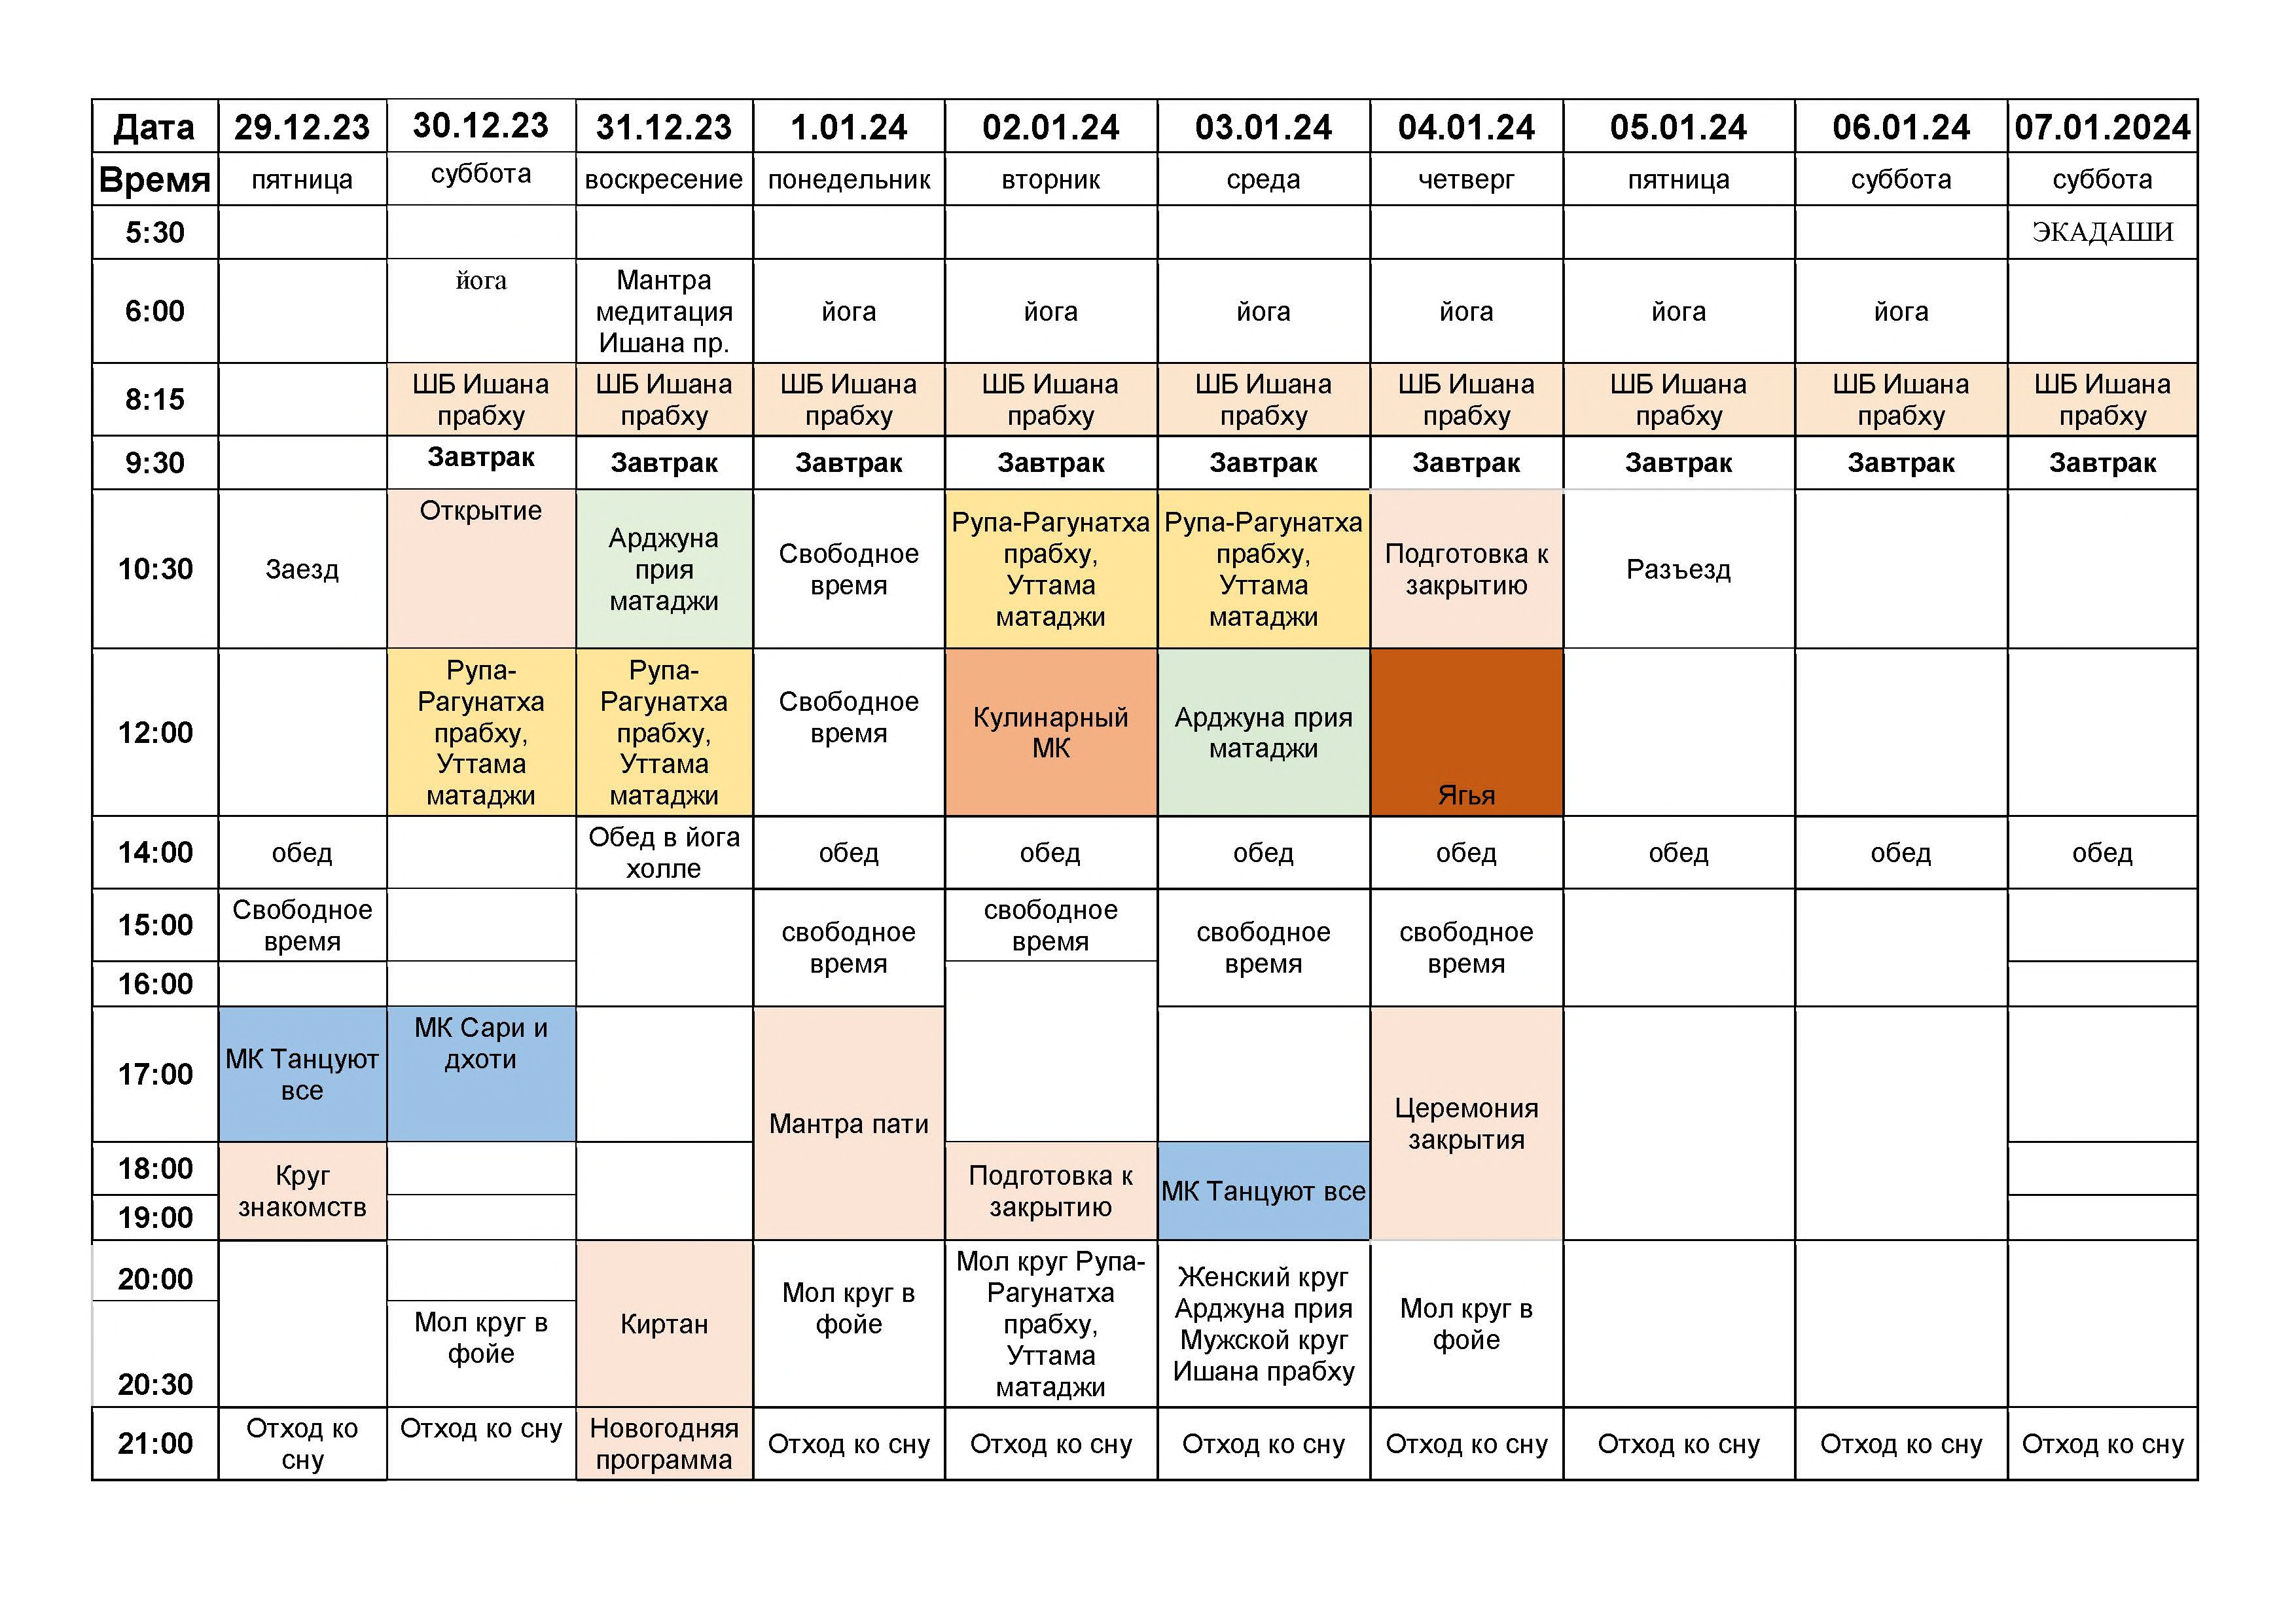 Дата 29.12.23 30.12.23 31.12.23 1.01.24 02.01.24 03.01.24 04.01.24 05.01.24 06.01.24 07.01.2024
Время пятница суббота воскресение понедельник вторник среда четверг пятница суббота суббота
5:30 ЭКАДАШИ
6:00 йога Мантра медитация Ишана пр. йога йога йога йога йога йога
8:15 ШБ Ишана прабху ШБ Ишана прабху ШБ Ишана прабху ШБ Ишана прабху ШБ Ишана прабху ШБ Ишана прабху ШБ Ишана прабху ШБ Ишана прабху ШБ Ишана прабху
9:30 Завтрак Завтрак Завтрак Завтрак Завтрак Завтрак Завтрак Завтрак Завтрак
10:30 Заезд Открытие Арджуна прия матаджи Свободное время Рупа-Рагунатха прабху, Уттама матаджи Рупа-Рагунатха прабху, Уттама матаджи Подготовка к закрытию Разъезд
12:00 Рупа-Рагунатха прабху, Уттама матаджи Рупа-Рагунатха прабху, Уттама матаджи Свободное время Кулинарный МК Арджуна прия матаджи Ягья
14:00 обед Обед в йога холле обед обед обед обед обед обед обед
15:00 Свободное время свободное время свободное время свободное время свободное время
16:00
17:00 МК Танцуют все МК Сари и дхоти Мантра пати Церемония закрытия
18:00 Круг знакомств Подготовка к закрытию МК Танцуют все
19:00
20:00 Киртан Мол круг в фойе Мол круг Рупа-Рагунатха прабху, Уттама матаджи Женский круг Арджуна прия Мужской круг Ишана прабху Мол круг в фойе
20:30 Мол круг в фойе
21:00 Отход ко сну Отход ко сну Новогодняя программа Отход ко сну Отход ко сну Отход ко сну Отход ко сну Отход ко сну Отход ко сну Отход ко сну